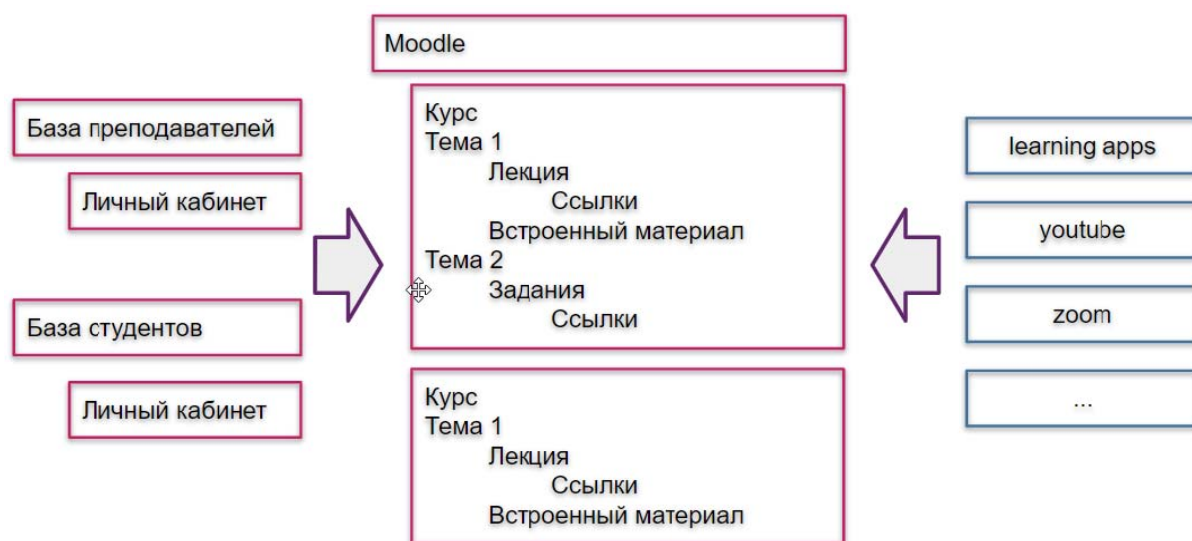 Moodle
База преподавателей
Личный кабинет
База студентов
Личный кабинет
Курс
Тема 1
Лекция
Ссылки
Встроенный материал
Тема 2
Задания
Ссылки
Курс
Тема 1
Лекция
Ссылки
Встроенный материал
learning apps
youtube
zoom
...